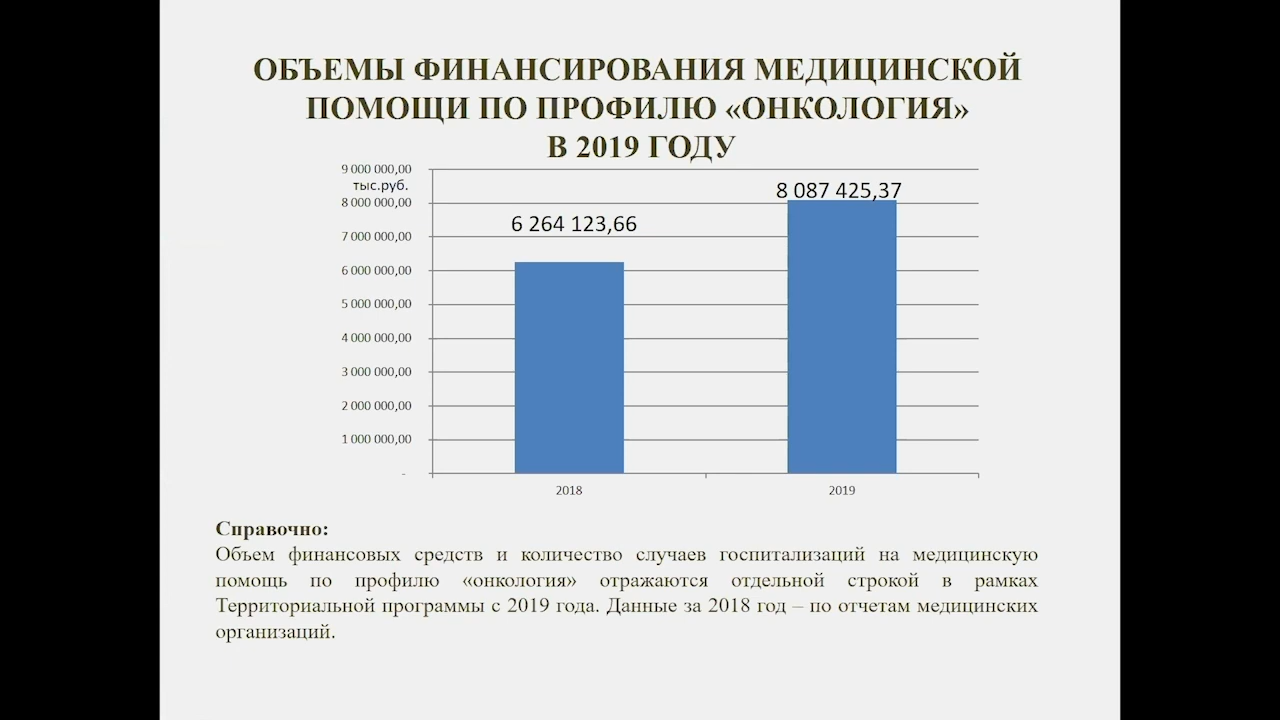 ОБЪЕМЫ ФИНАНСИРОВАНИЯ МЕДИЦИНСКОЙ
ПОМОЩИ ПО ПРОФИЛЮ «ОНКОЛОГИЯ»
В 2019 ГОДУ
9 000 000,00
тыс.руб.
8 087 425,37
8 000 000,00
6 264 123,66
7 000 000,00
6 000 000,00
5 000 000,00
4 000 000,00
3 000 000,00
2 000 000,00
1 000 000,00
-
2018
2019
Справочно:
Объем финансовых средств и количество случаев госпитализаций на медицинскую
помощь по профилю «онкология» отражаются отдельной строкой в рамках
Территориальной программы с 2019 года. Данные за 2018 год – по отчетам медицинских
организаций.